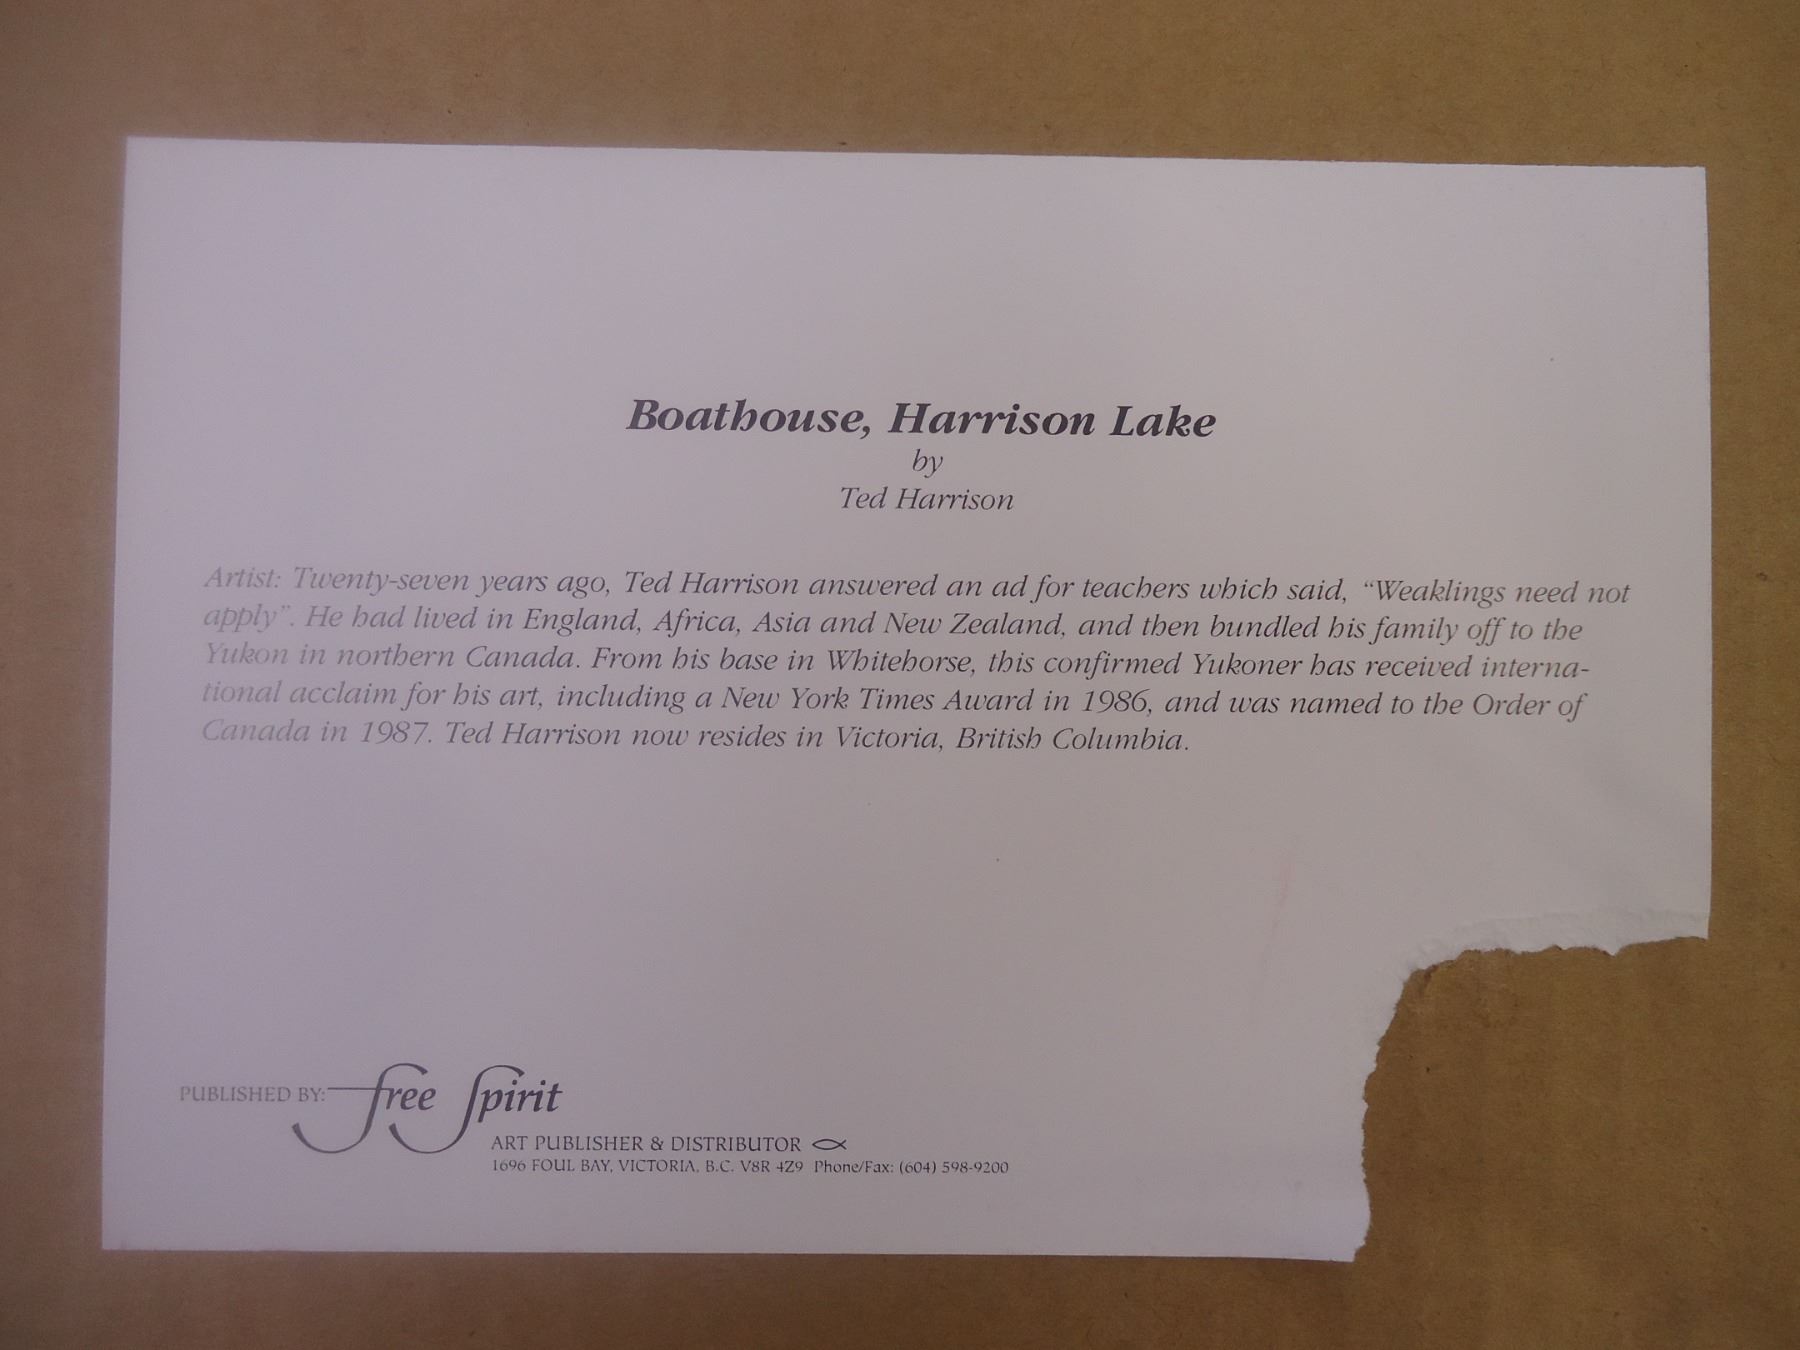 Boathouse, Harrison Lake
by
Ted Harrison
Artist: Twenty-seven years ago, Ted Harrison answered an ad for teachers which said, “Weaklings need not
apply”. He had lived in England, Africa, Asia and New Zealand, and then bundled his family off to the
Yukon in northern Canada. From his base in Whitehorse, this confirmed Yukoner has received interna-
tional acclaim for his art, including a New York Times Award in 1986, and was named to the Order of
Canada in 1987. Ted Harrison now resides in Victoria, British Columbia.
PUBLISHED BY: free Spirit
ART PUBLISHER & DISTRIBUTOR
1696 FOUL BAY, VICTORIA, B.C. V8R 4Z9 Phone/Fax: (604) 598-9200